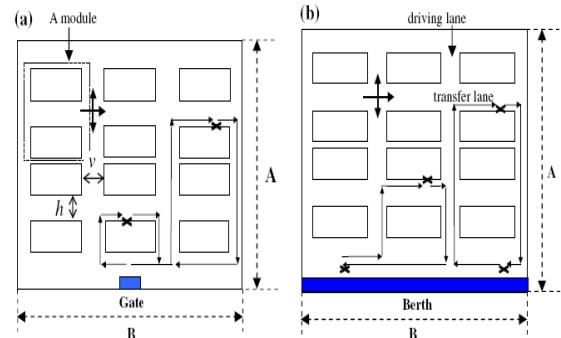 (a)
A module
v
h
A
Gate
B
(b)
driving lane
transfer lane
A
Berth
B